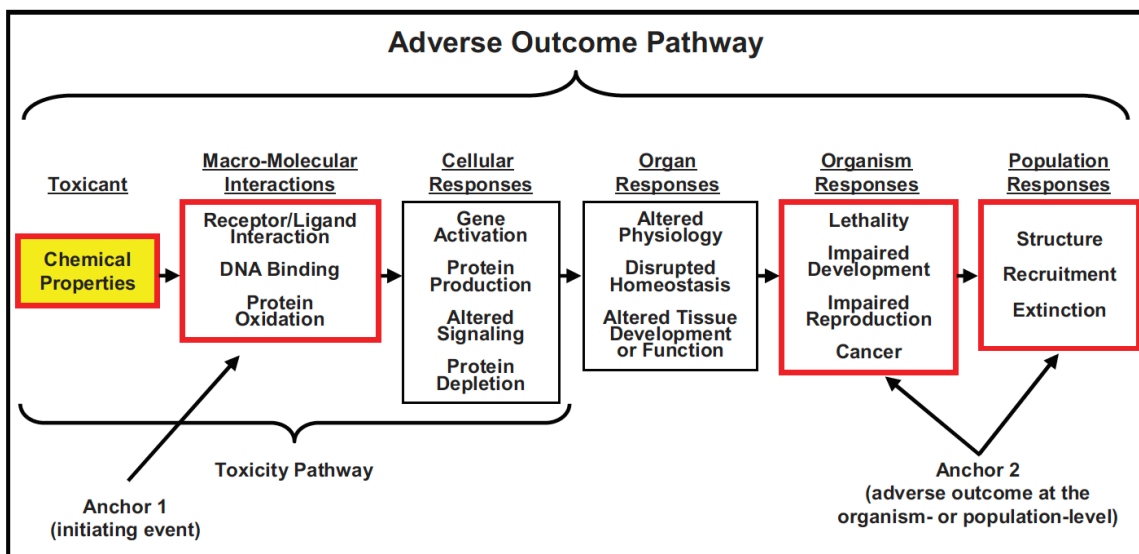 Adverse Outcome Pathway
Toxicant
Chemical
Properties
Macro-Molecular
Interactions
Receptor/Ligand
Interaction
DNA Binding
Protein
Oxidation
Cellular
Responses
Gene
Activation
Protein
Production
Altered
Signaling
Protein
Depletion
Organ
Responses
Altered
Physiology
Disrupted
Homeostasis
Altered Tissue
Development
or Function
Organism
Responses
Lethality
Impaired
Development
Impaired
Reproduction
Cancer
Population
Responses
Structure
Recruitment
Extinction
Toxicity Pathway
Anchor 1
(initiating event)
Anchor 2
(adverse outcome at the
organism- or population-level)